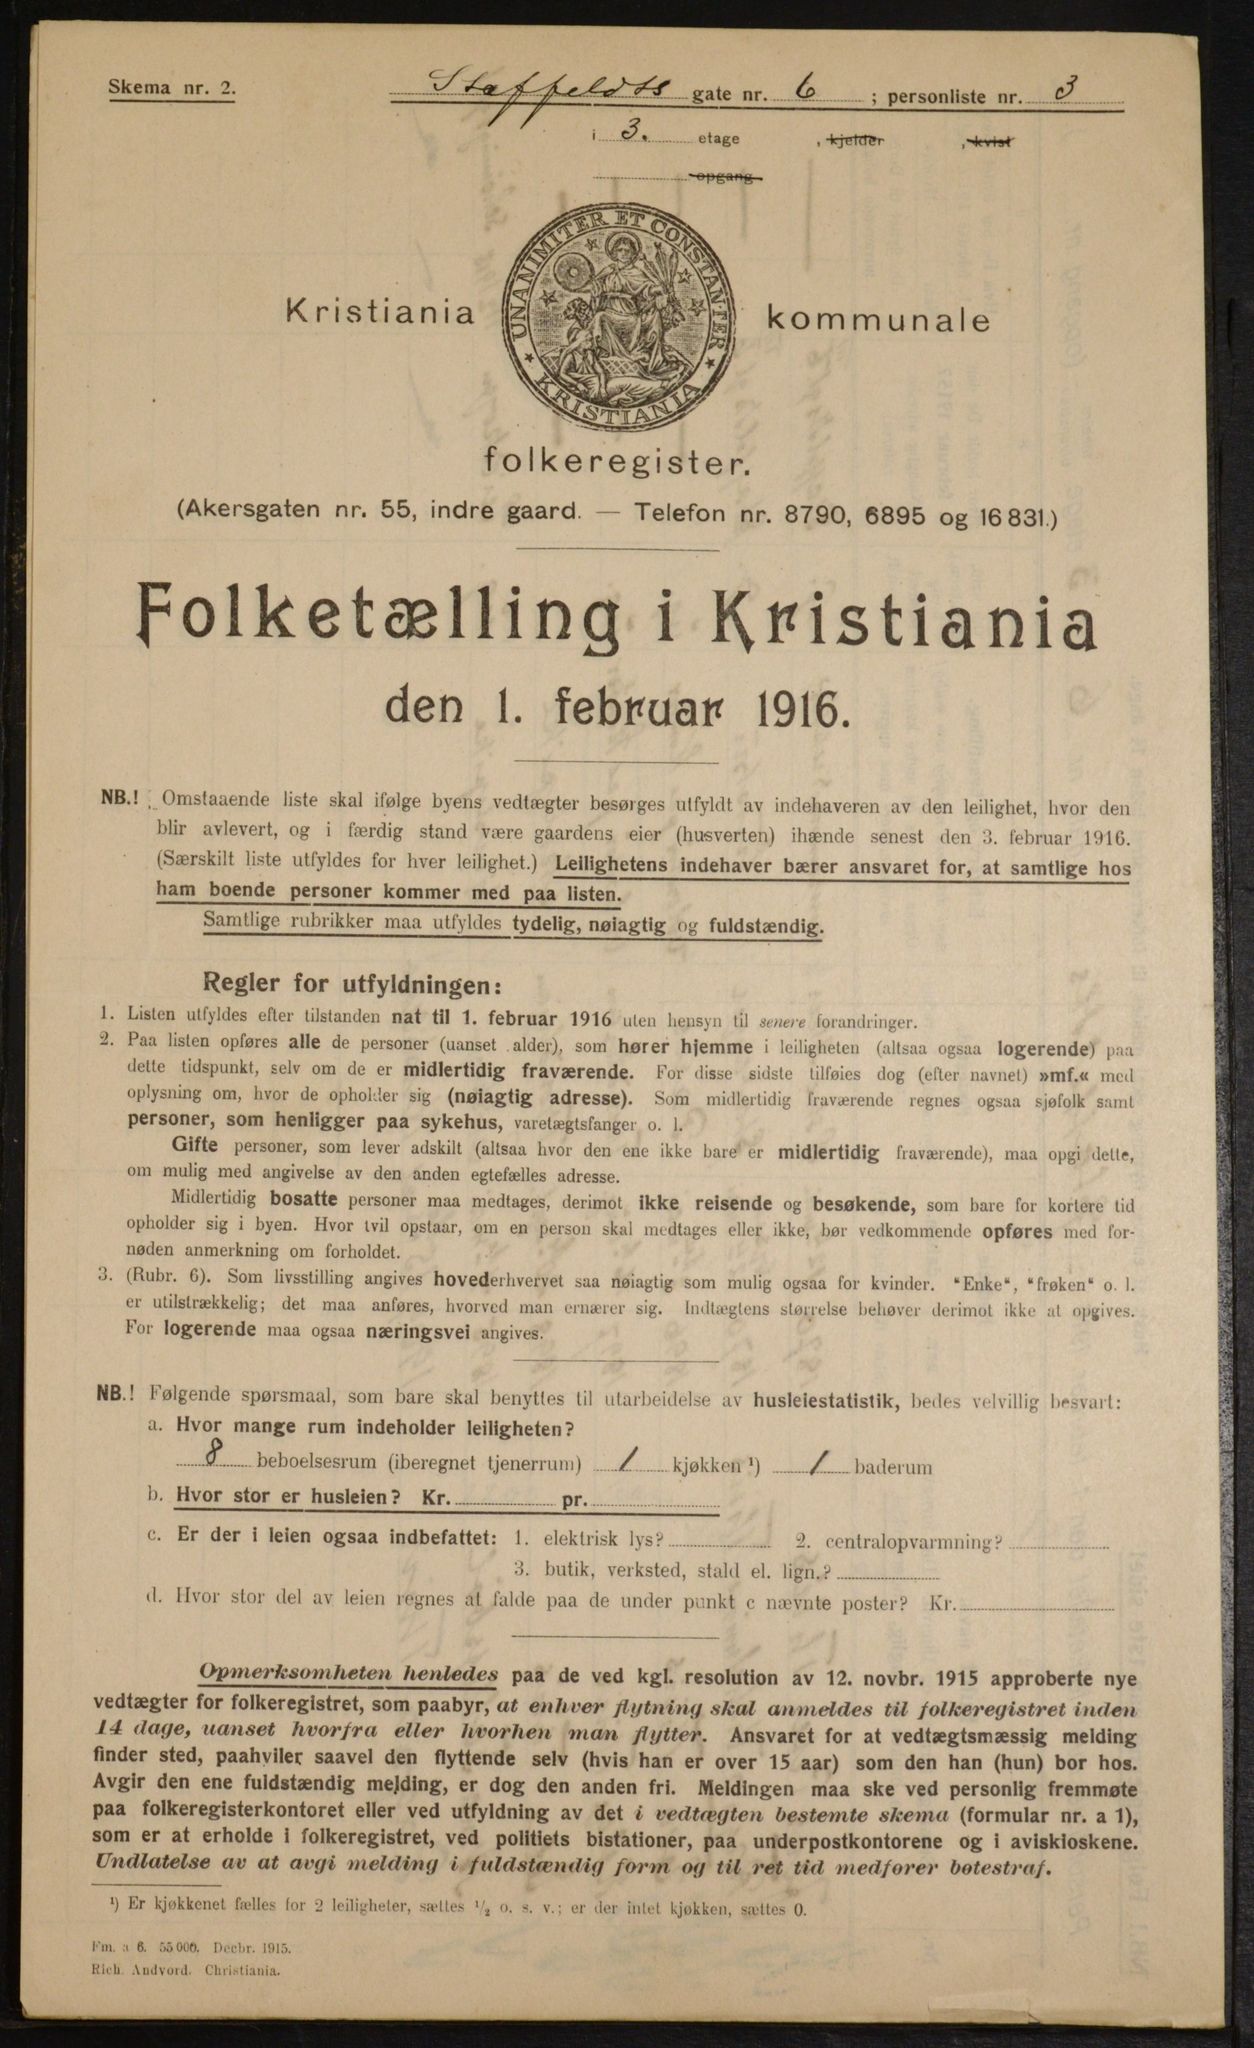 Skema nr. 2.
Staffeldts gate nr. 6 ; personliste nr. 3
i 3. etage , kjelder , kvist
opgang
UNANIMITER ET CONSTANTER
KRISTIANIA
Kristiania kommunale
folkeregister.
(Akersgaten nr. 55, indre gaard. — Telefon nr. 8790, 6895 og 16831.)
Folketælling i Kristiania
den 1. februar 1916.
NB.! Omstaaende liste skal ifølge byens vedtægter besørges utfyldt av indehaveren av den leilighet, hvor den
blir avlevert, og i færdig stand være gaardens eier (husverten) ihænde senest den 3. februar 1916.
(Særskilt liste utfyldes for hver leilighet.) Leilighetens indehaver bærer ansvaret for, at samtlige hos
ham boende personer kommer med paa listen.
Samtlige rubrikker maa utfyldes tydelig, nøiagtig og fuldstændig.
Regler for utfyldningen:
1. Listen utfyldes efter tilstanden nat til 1. februar 1916 uten hensyn til senere forandringer.
2. Paa listen opføres alle de personer (uanset alder), som hører hjemme i leiligheten (altsaa ogsaa logerende) paa
dette tidspunkt, selv om de er midlertidig fraværende. For disse sidste tilføies dog (efter navnet) »mf.« med
oplysning om, hvor de opholder sig (nøiagtig adresse). Som midlertidig fraværende regnes ogsaa sjøfolk samt
personer, som henligger paa sykehus, varetægtsfanger o. l.
Gifte personer, som lever adskilt (altsaa hvor den ene ikke bare er midlertidig fraværende), maa opgi dette,
om mulig med angivelse av den anden egtefælles adresse.
Midlertidig bosatte personer maa medtages, derimot ikke reisende og besøkende, som bare for kortere tid
opholder sig i byen. Hvor tvil opstaar, om en person skal medtages eller ikke, bør vedkommende opføres med for-
nøden anmerkning om forholdet.
3. (Rubr. 6). Som livsstilling angives hovederhvervet saa nøiagtig som mulig ogsaa for kvinder. "Enke", "frøken" o. l.
er utilstrækkelig; det maa anføres, hvorved man ernærer sig. Indtægtens størrelse behøver derimot ikke at opgives.
For logerende maa ogsaa næringsvei angives.
NB.! Følgende spørsmaal, som bare skal benyttes til utarbeidelse av husleiestatistik, bedes velvillig besvart:
a. Hvor mange rum indeholder leiligheten?
8 beboelsesrum (iberegnet tjenerrum) 1 kjøkken ¹) 1 baderum
b. Hvor stor er husleien? Kr. pr.
c. Er der i leien ogsaa indbefattet: 1. elektrisk lys? 2. centralopvarmning?
3. butik, verksted, stald el. lign.?
d. Hvor stor del av leien regnes at falde paa de under punkt c nævnte poster? Kr.
Opmerksomheten henledes paa de ved kgl. resolution av 12. novbr. 1915 approberte nye
vedtægter for folkeregistret, som paabyr, at enhver flytning skal anmeldes til folkeregistret inden
14 dage, uanset hvorfra eller hvorhen man flytter. Ansvaret for at vedtægtsmæssig melding
finder sted, paahviler saavel den flyttende selv (hvis han er over 15 aar) som den han (hun) bor hos.
Avgir den ene fuldstændig melding, er dog den anden fri. Meldingen maa ske ved personlig fremmøte
paa folkeregisterkontoret eller ved utfyldning av det i vedtægten bestemte skema (formular nr. a 1),
som er at erholde i folkeregistret, ved politiets bistationer, paa underpostkontorene og i aviskioskene.
Undlatelse av at avgi melding i fuldstændig form og til ret tid medfører bøtestraf.
¹) Er kjøkkenet fælles for 2 leiligheter, sættes ½ o. s. v.; er der intet kjøkken, sættes 0.
Fm. a 6. 55000. Decbr. 1915.
Rich. Andvord. Christiania.